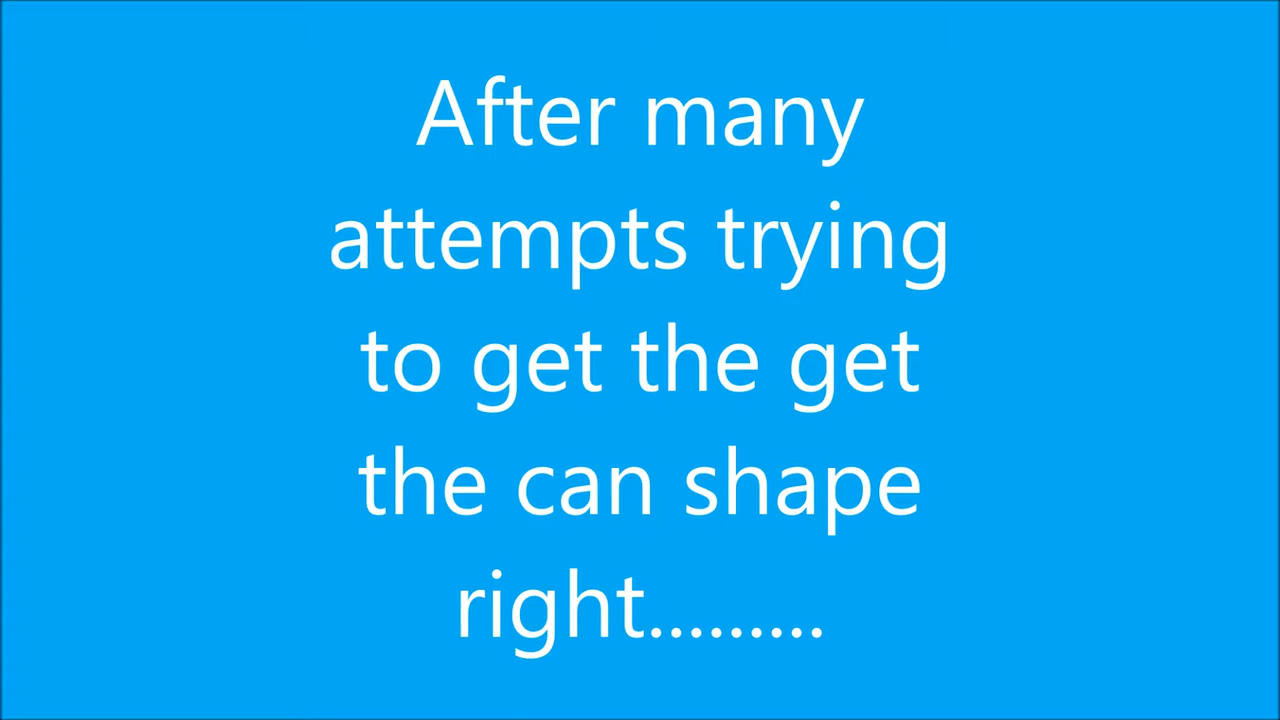 After many
attempts trying
to get the get
the can shape
right.........